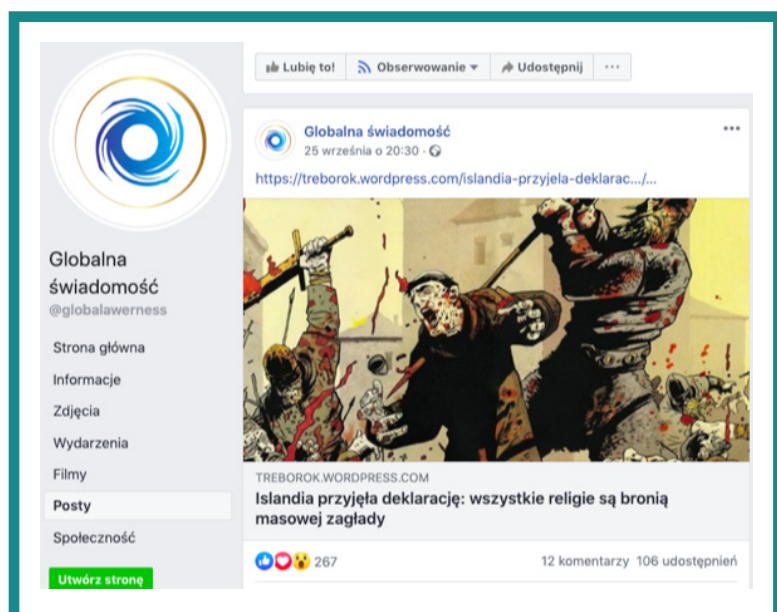 Lubię to!
Obserwowanie
Udostępnij
Globalna świadomość
25 września o 20:30
https://treborok.wordpress.com/islandia-przyjela-deklarac.../...
Globalna
świadomość
@globalawerness
Strona główna
Informacje
Zdjęcia
Wydarzenia
Filmy
Posty
Społeczność
Utwórz stronę
TREBOROK.WORDPRESS.COM
Islandia przyjęła deklarację: wszystkie religie są bronią
masowej zagłady
267
12 komentarzy 106 udostępnień